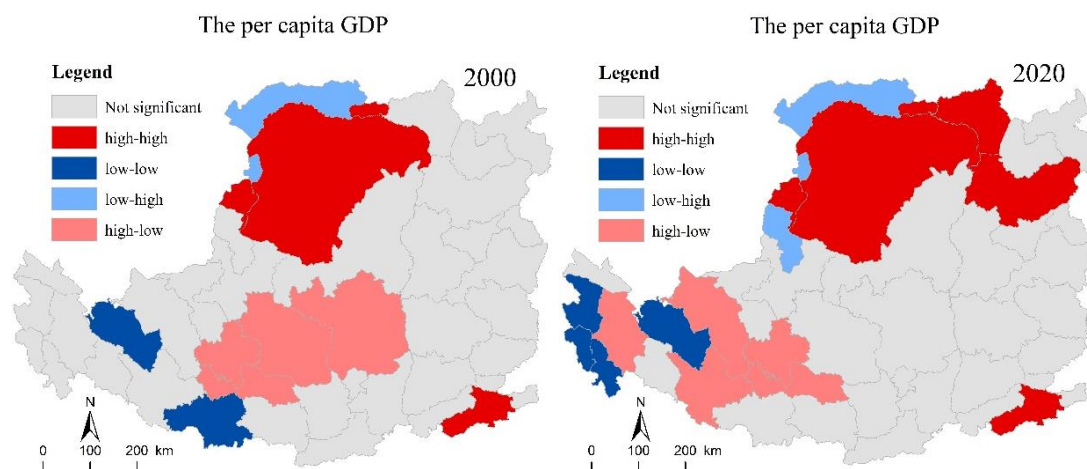 The per capita GDP
Legend
2000
Not significant
high-high
low-low
low-high
high-low
N
0 100 200 km
The per capita GDP
Legend
2020
Not significant
high-high
low-low
low-high
high-low
N
0 100 200 km